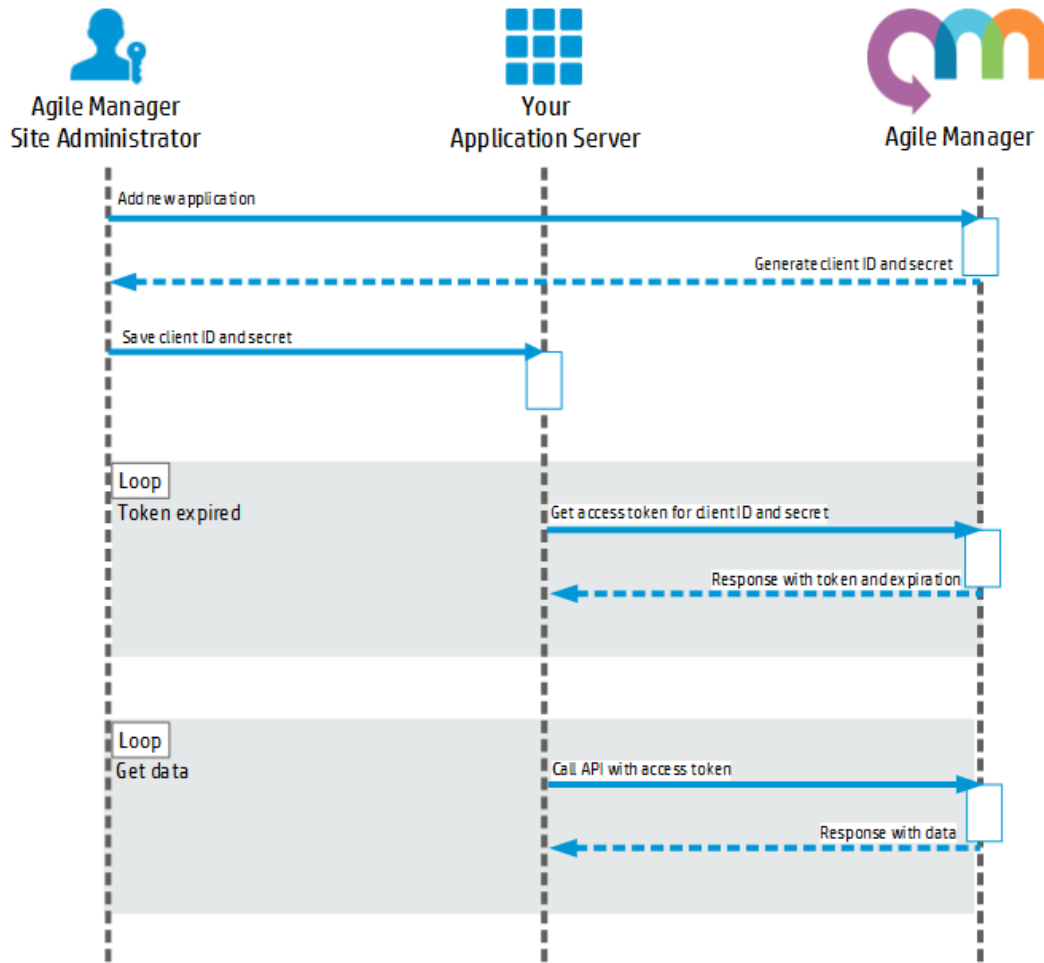 Agile Manager
Site Administrator
Your
Application Server
Agile Manager
Add new application
Generate client ID and secret
Save client ID and secret
Loop
Token expired
Get access token for client ID and secret
Response with token and expiration
Loop
Get data
Call API with access token
Response with data